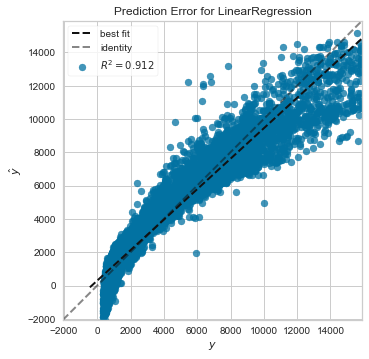 Prediction Error for LinearRegression
best fit
identity
R² = 0.912
14000
12000
10000
8000
6000
4000
2000
0
−2000
ŷ
−2000 0 2000 4000 6000 8000 10000 12000 14000
y